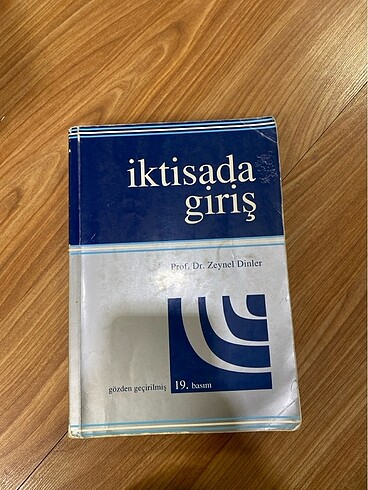 iktisada
giriş
Prof. Dr. Zeynel Dinler
gözden geçirilmiş 19. basım